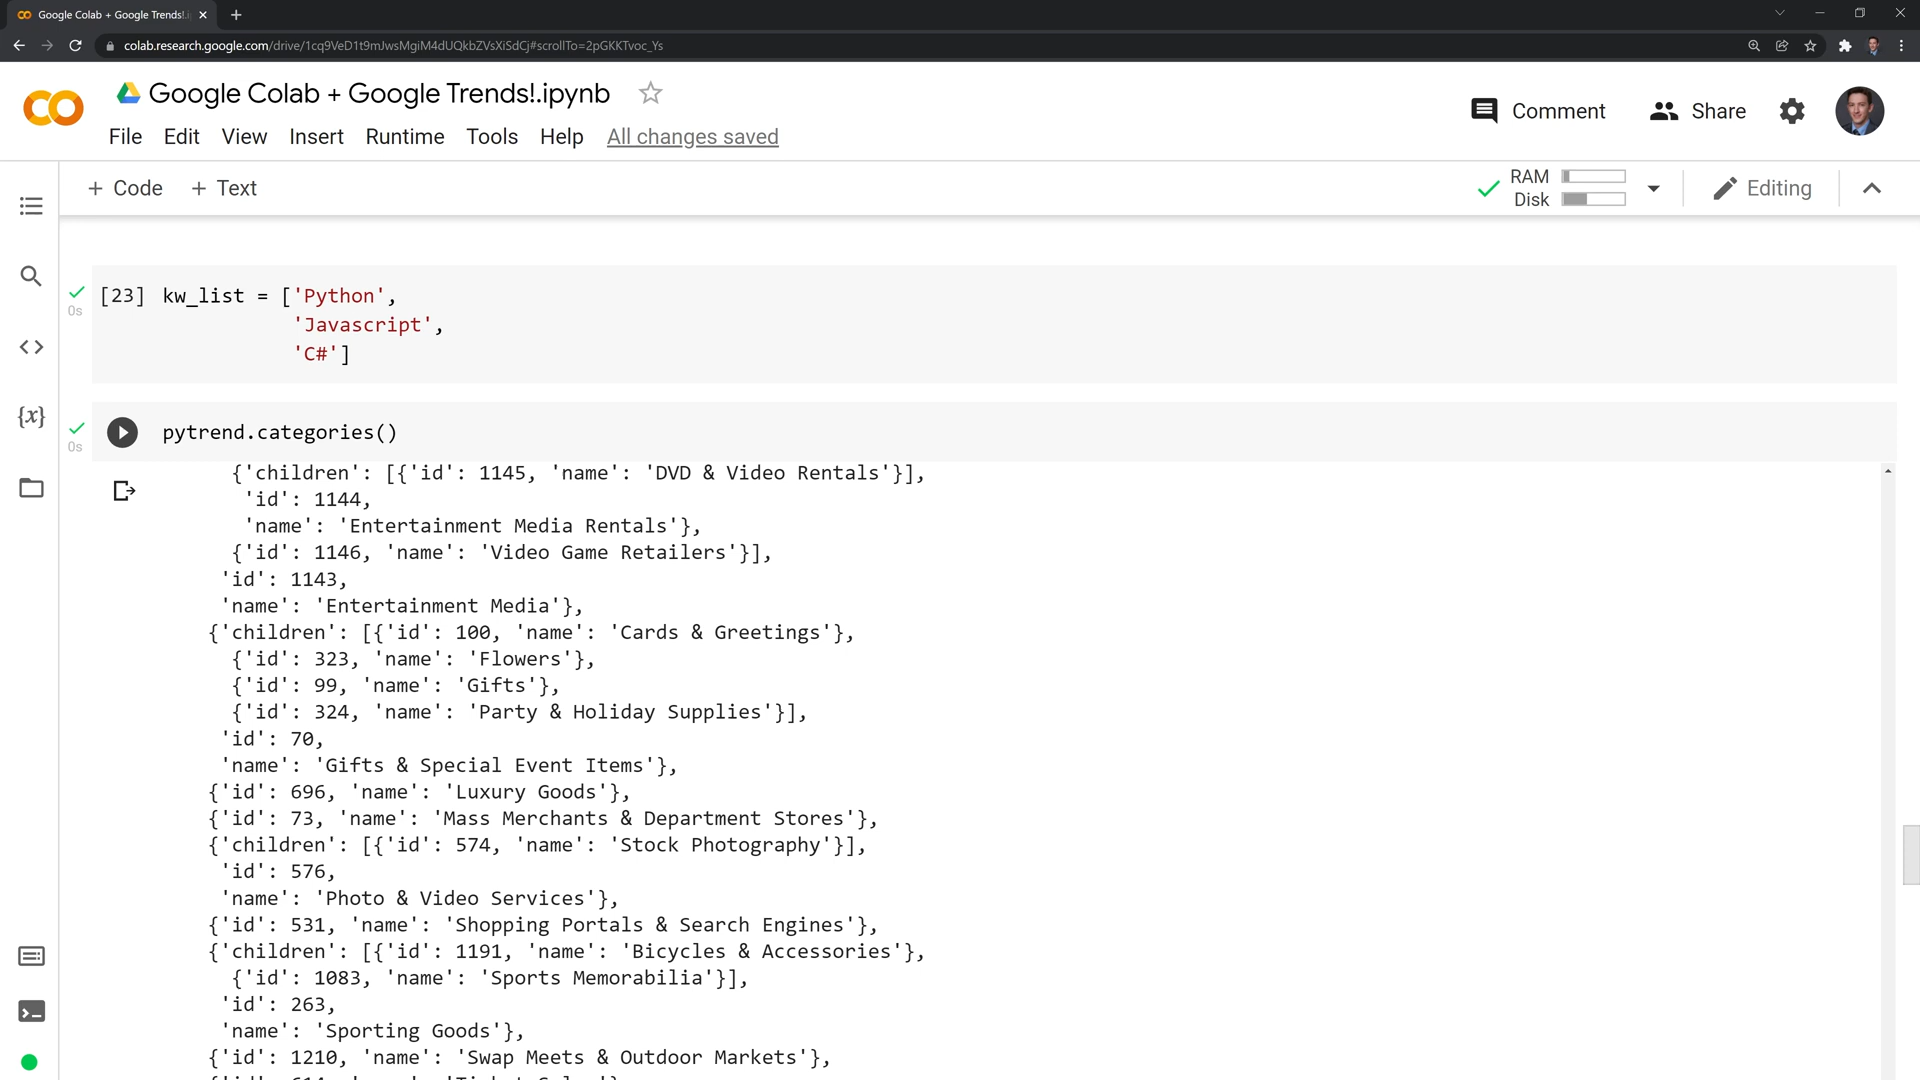 Google Colab + Google Trends!.i
colab.research.google.com/drive/1cq9VeD1t9mJwsMgiM4dUQkbZVsXiSdCj#scrollTo=2pGKKTvoc_Ys
Google Colab + Google Trends!.ipynb
Comment
Share
File Edit View Insert Runtime Tools Help All changes saved
+ Code + Text
RAM
Disk
Editing
[23] kw_list = ['Python',
'Javascript',
'C#']
0s
{x}
pytrend.categories()
0s
{'children': [{'id': 1145, 'name': 'DVD & Video Rentals'}],
'id': 1144,
'name': 'Entertainment Media Rentals'},
{'id': 1146, 'name': 'Video Game Retailers'}],
'id': 1143,
'name': 'Entertainment Media'},
{'children': [{'id': 100, 'name': 'Cards & Greetings'},
{'id': 323, 'name': 'Flowers'},
{'id': 99, 'name': 'Gifts'},
{'id': 324, 'name': 'Party & Holiday Supplies'}],
'id': 70,
'name': 'Gifts & Special Event Items'},
{'id': 696, 'name': 'Luxury Goods'},
{'id': 73, 'name': 'Mass Merchants & Department Stores'},
{'children': [{'id': 574, 'name': 'Stock Photography'}],
'id': 576,
'name': 'Photo & Video Services'},
{'id': 531, 'name': 'Shopping Portals & Search Engines'},
{'children': [{'id': 1191, 'name': 'Bicycles & Accessories'},
{'id': 1083, 'name': 'Sports Memorabilia'}],
'id': 263,
'name': 'Sporting Goods'},
{'id': 1210, 'name': 'Swap Meets & Outdoor Markets'},